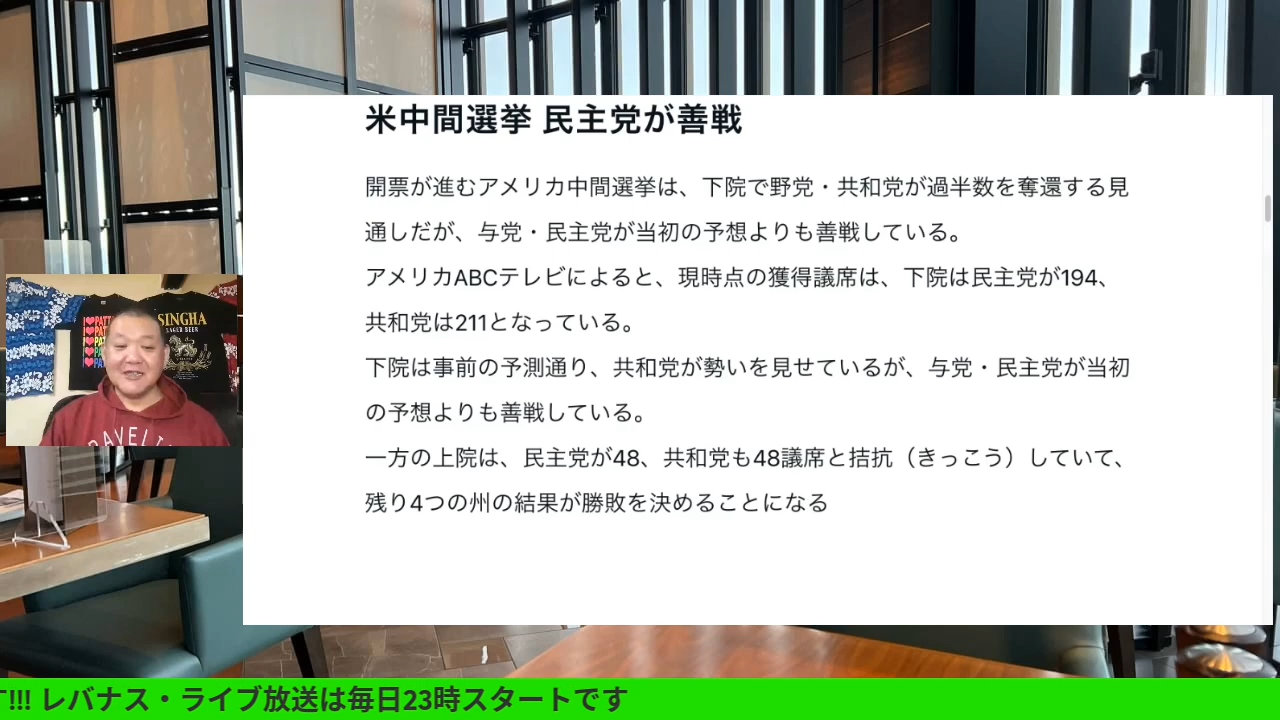 米中間選挙 民主党が善戦
開票が進むアメリカ中間選挙は、下院で野党・共和党が過半数を奪還する見
通しだが、与党・民主党が当初の予想よりも善戦している。
アメリカABCテレビによると、現時点の獲得議席は、下院は民主党が194、
共和党は211となっている。
下院は事前の予測通り、共和党が勢いを見せているが、与党・民主党が当初
の予想よりも善戦している。
一方の上院は、民主党が48、共和党も48議席と拮抗（きっこう）していて、
残り4つの州の結果が勝敗を決めることになる
SINGHA
LAGER BEER
!!! レバナス・ライブ放送は毎日23時スタートです